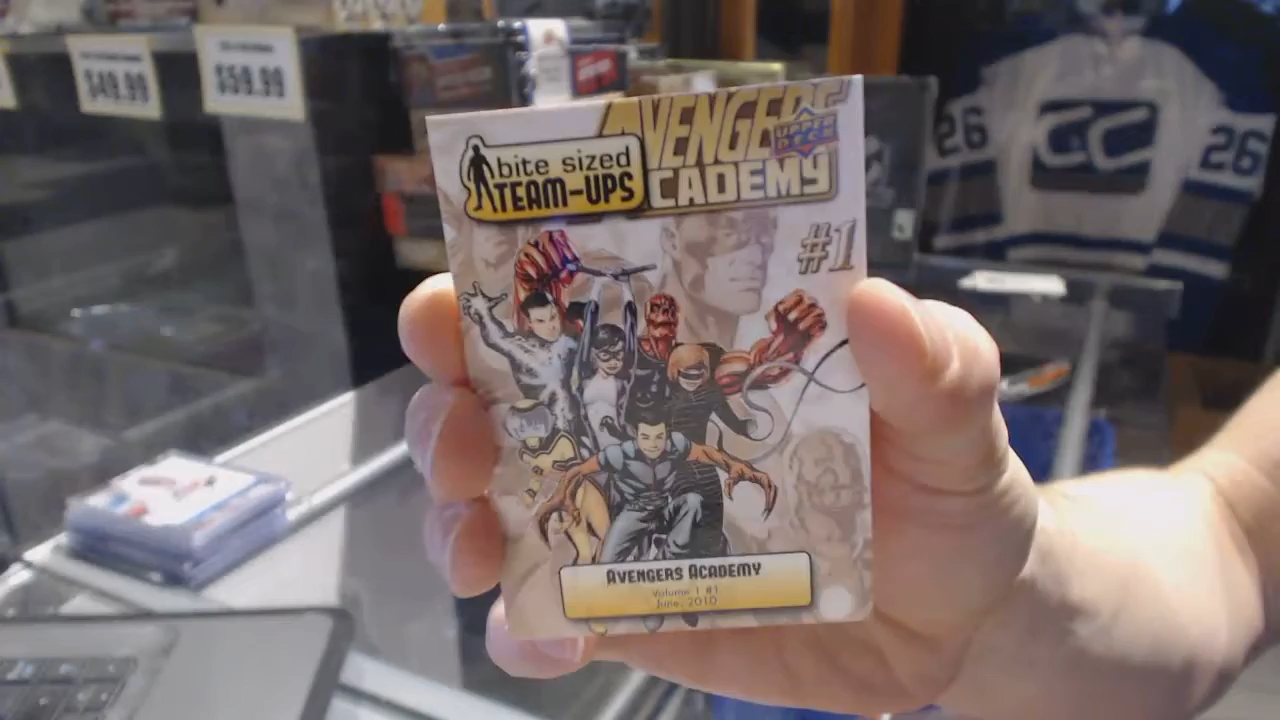 $49.99
$59.99
AVENGERS
UPPER DECK
bite sized
TEAM-UPS
CADEMY
#1
AVENGERS ACADEMY
Volume 1 #1
June, 2010
26
26